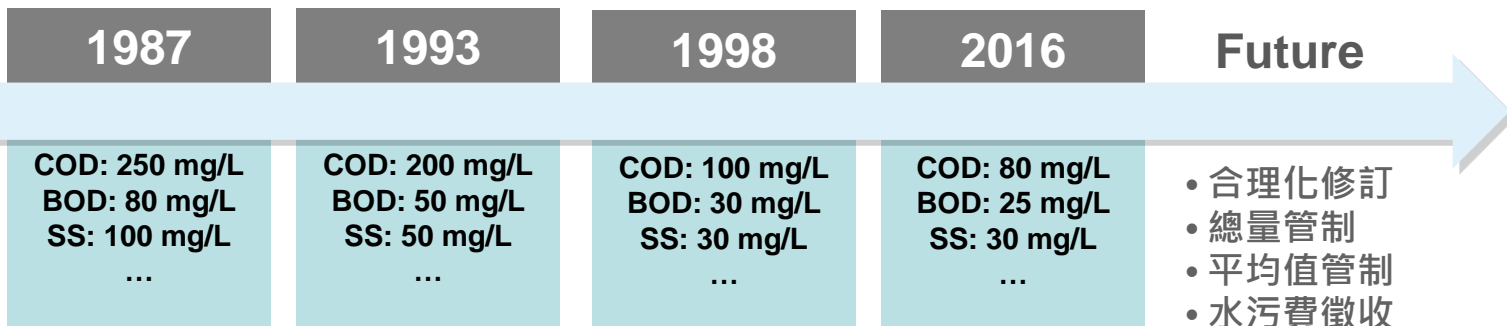 1987
1993
1998
2016
Future
COD: 250 mg/L
BOD: 80 mg/L
SS: 100 mg/L
…
COD: 200 mg/L
BOD: 50 mg/L
SS: 50 mg/L
…
COD: 100 mg/L
BOD: 30 mg/L
SS: 30 mg/L
…
COD: 80 mg/L
BOD: 25 mg/L
SS: 30 mg/L
…
• 合理化修訂
• 總量管制
• 平均值管制
• 水污費徵收